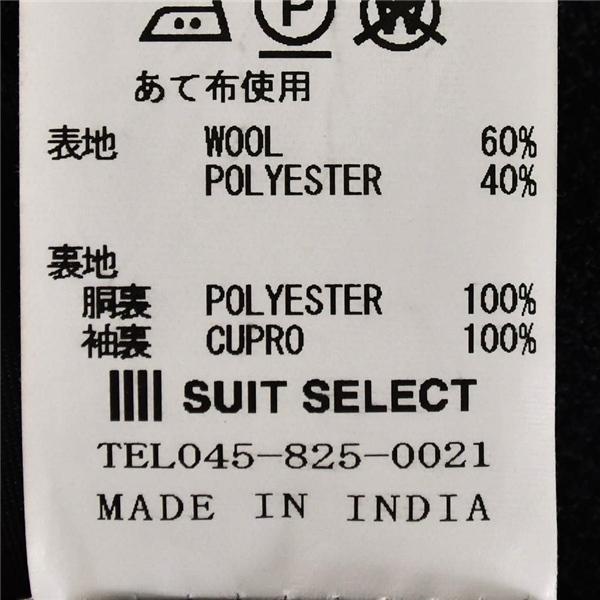 P
W
あて布使用
表地 WOOL 60%
POLYESTER 40%
裏地
胴裏 POLYESTER 100%
袖裏 CUPRO 100%
SUIT SELECT
TEL045-825-0021
MADE IN INDIA